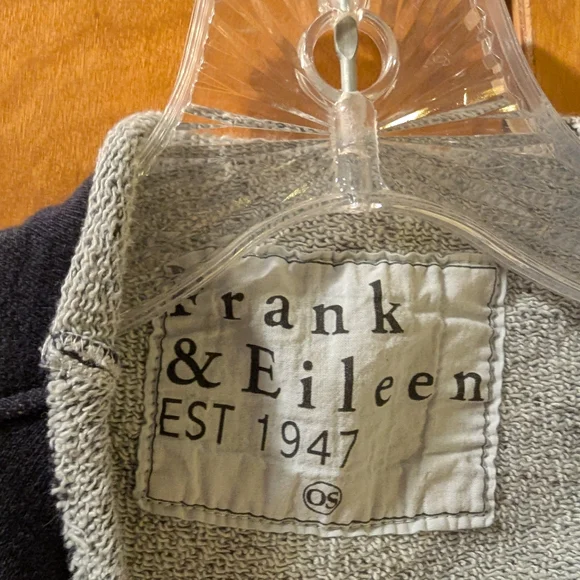 Frank
& Eileen
EST 1947
OS